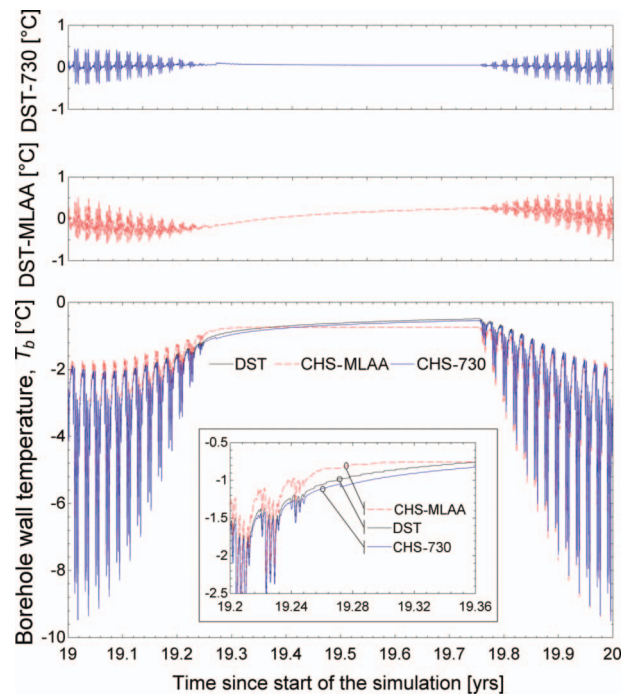 DST-730 [°C]
1
0
-1
DST-MLAA [°C]
1
0
-1
Borehole wall temperature, T_b [°C]
0
-2
-4
-6
-8
-10
DST CHS-MLAA CHS-730
-0.5
-1
-1.5
-2
-2.5
CHS-MLAA
DST
CHS-730
19.2 19.24 19.28 19.32 19.36
19 19.1 19.2 19.3 19.4 19.5 19.6 19.7 19.8 19.9 20
Time since start of the simulation [yrs]